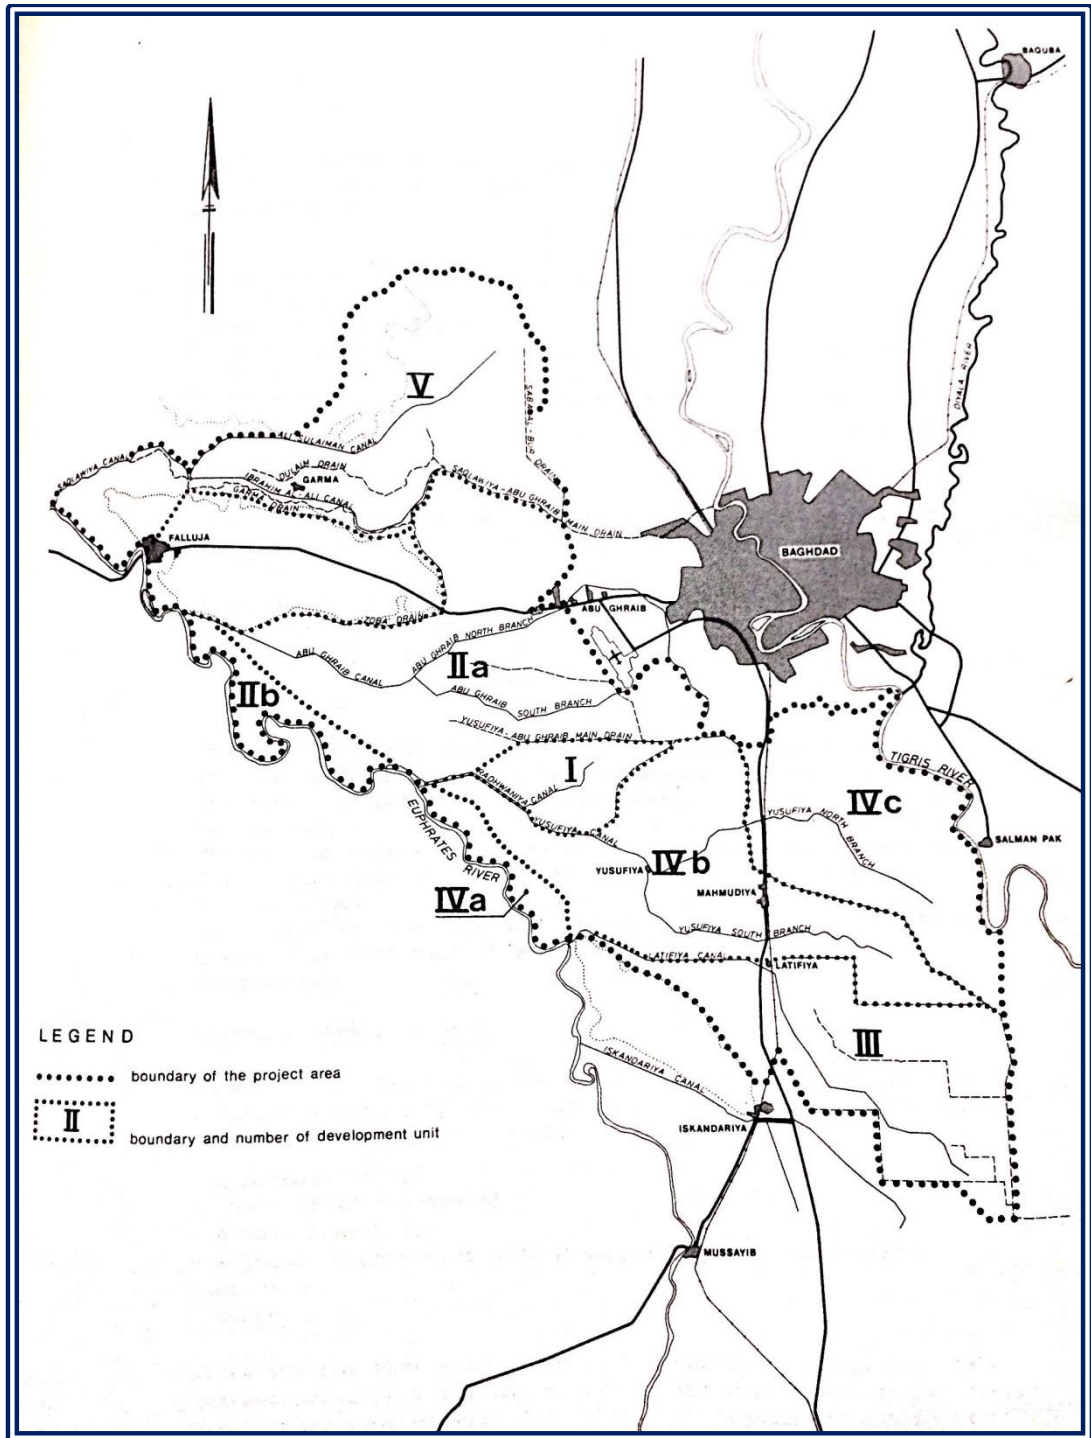 BAQUBA
DIYALA RIVER
V
ALI SULAIMAN CANAL
SABA AL-BUR DRAIN
SAQLAWIYA CANAL
DULAIM DRAIN
GARMA
IBRAHIM AL-ALI CANAL
GARMA DRAIN
SAQLAWIYA-ABU GHRAIB MAIN DRAIN
FALLUJA
BAGHDAD
ABU GHRAIB
ZOBA DRAIN
ABU GHRAIB NORTH BRANCH
ABU GHRAIB CANAL
IIa
ABU GHRAIB SOUTH BRANCH
IIb
YUSUFIYA-ABU GHRAIB MAIN DRAIN
TIGRIS RIVER
I
RADHWANIYA CANAL
IVc
EUPHRATES RIVER
YUSUFIYA CANAL
YUSUFIYA NORTH BRANCH
SALMAN PAK
YUSUFIYA
IVb
MAHMUDIYA
IVa
YUSUFIYA SOUTH BRANCH
LATIFIYA CANAL
LATIFIYA
LEGEND
III
ISKANDARIYA CANAL
boundary of the project area
II
boundary and number of development unit
ISKANDARIYA
MUSSAYIB